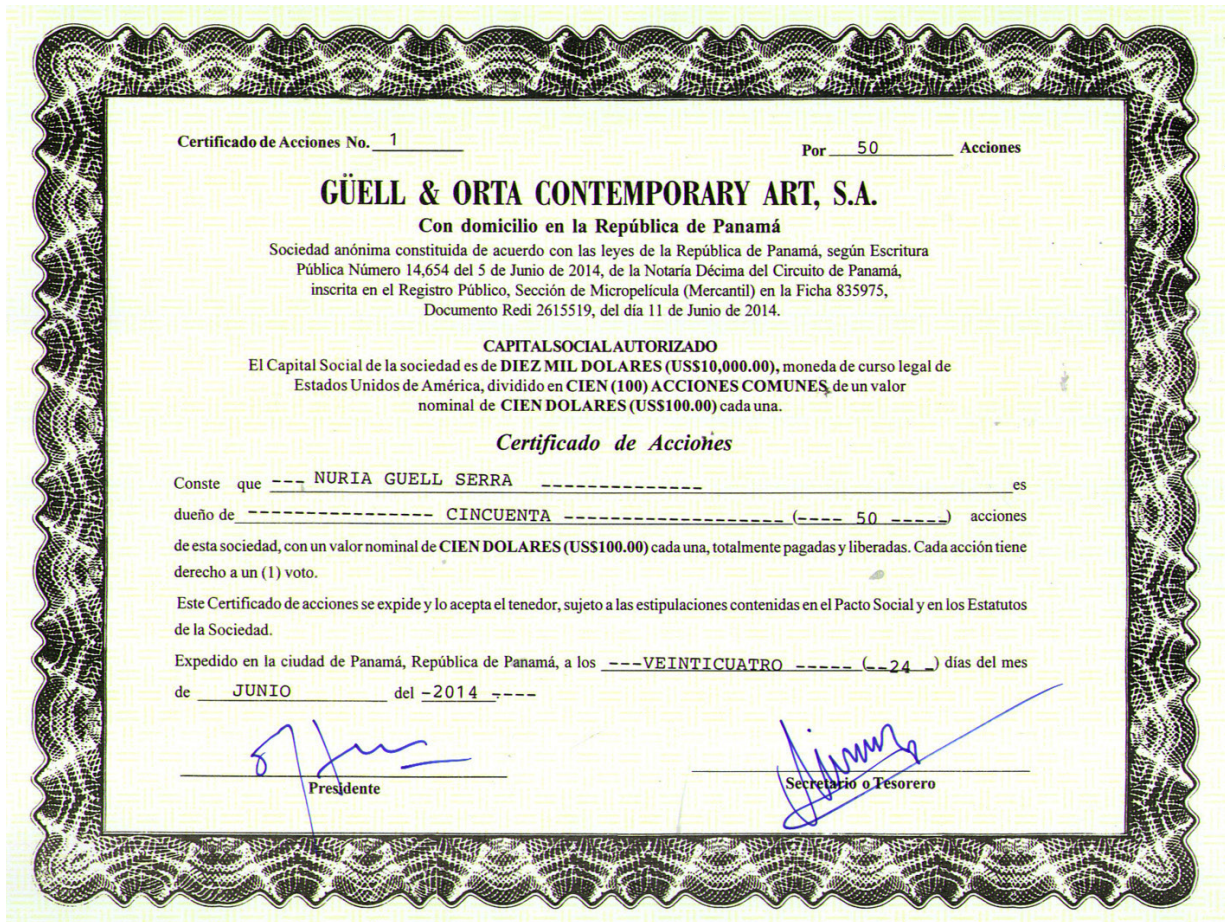 Certificado de Acciones No. 1
Por 50 Acciones
GÜELL & ORTA CONTEMPORARY ART, S.A.
Con domicilio en la República de Panamá
Sociedad anónima constituida de acuerdo con las leyes de la República de Panamá, según Escritura
Pública Número 14,654 del 5 de Junio de 2014, de la Notaría Décima del Circuito de Panamá,
inscrita en el Registro Público, Sección de Micropelícula (Mercantil) en la Ficha 835975,
Documento Redi 2615519, del día 11 de Junio de 2014.
CAPITAL SOCIAL AUTORIZADO
El Capital Social de la sociedad es de DIEZ MIL DOLARES (US$10,000.00), moneda de curso legal de
Estados Unidos de América, dividido en CIEN (100) ACCIONES COMUNES, de un valor
nominal de CIEN DOLARES (US$100.00) cada una.
Certificado de Acciones
Conste que --- NURIA GUELL SERRA --------------- es
dueño de ---------------- CINCUENTA ------------------- (---- 50 -----) acciones
de esta sociedad, con un valor nominal de CIEN DOLARES (US$100.00) cada una, totalmente pagadas y liberadas. Cada acción tiene
derecho a un (1) voto.
Este Certificado de acciones se expide y lo acepta el tenedor, sujeto a las estipulaciones contenidas en el Pacto Social y en los Estatutos
de la Sociedad.
Expedido en la ciudad de Panamá, República de Panamá, a los ---VEINTICUATRO ----- (--24 -) días del mes
de JUNIO del -2014 -----
Presidente
Secretario o Tesorero